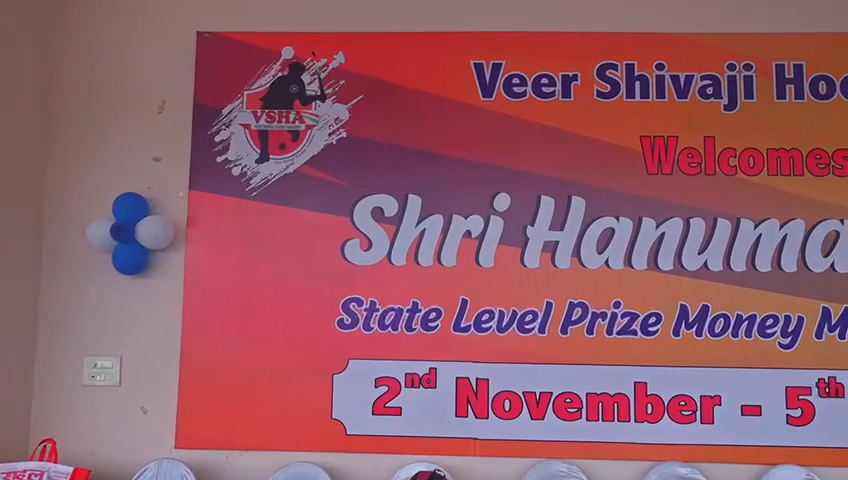 VSHA
Veer Shivaji Hoc
Welcomes
Shri Hanuma
State Level Prize Money M
2nd November - 5th